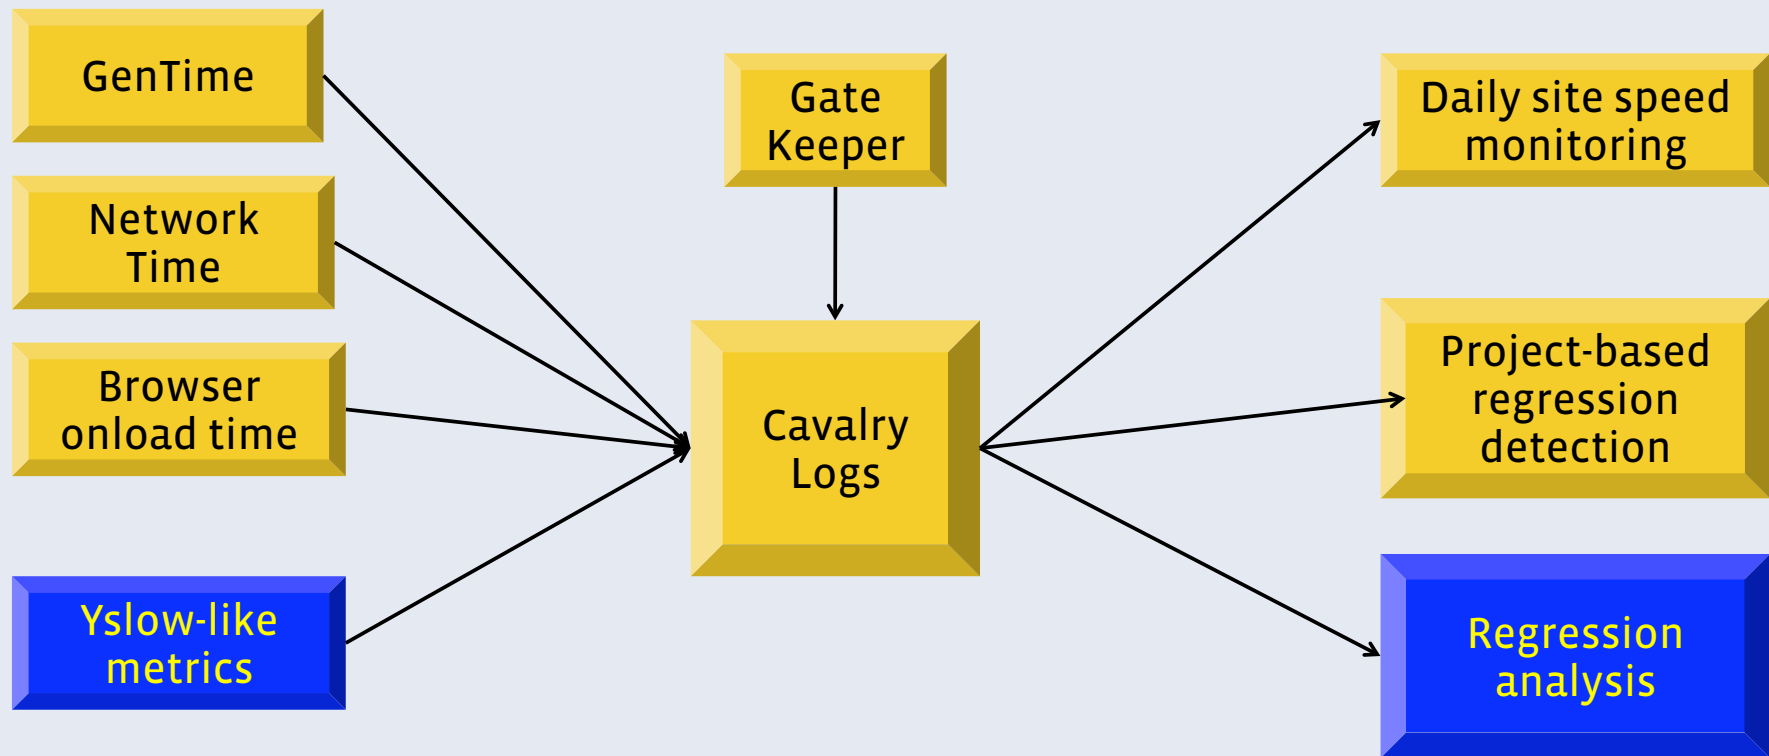 GenTime
Network
Time
Browser
onload time
Yslow-like
metrics
Gate
Keeper
Cavalry
Logs
Daily site speed
monitoring
Project-based
regression
detection
Regression
analysis